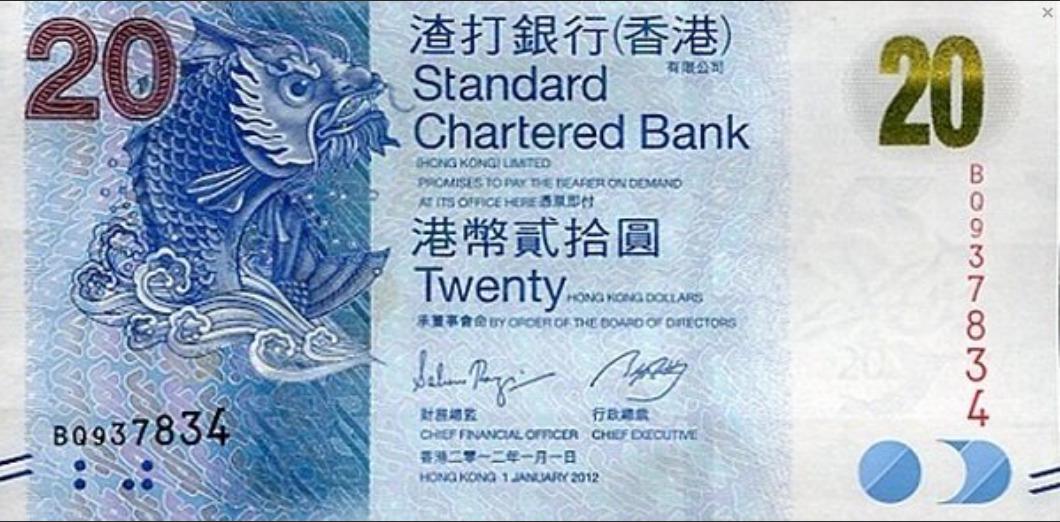 20
渣打銀行(香港)
有限公司
Standard
Chartered Bank
(HONG KONG) LIMITED
PROMISES TO PAY THE BEARER ON DEMAND
AT ITS OFFICE HERE 憑票即付
港幣貳拾圓
Twenty HONG KONG DOLLARS
承董事會命 BY ORDER OF THE BOARD OF DIRECTORS
財務總監
CHIEF FINANCIAL OFFICER
行政總裁
CHIEF EXECUTIVE
香港二零一二年一月一日
HONG KONG 1 JANUARY 2012
BQ937834
20
BQ937834
20